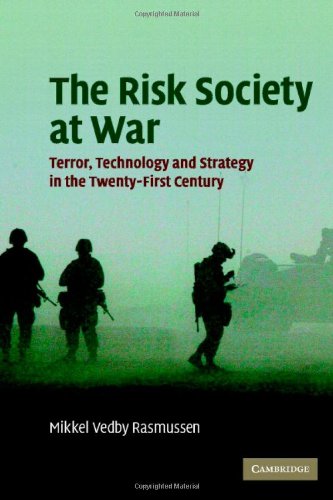 The Risk Society
at War
Terror, Technology and Strategy
in the Twenty-First Century
Mikkel Vedby Rasmussen
CAMBRIDGE